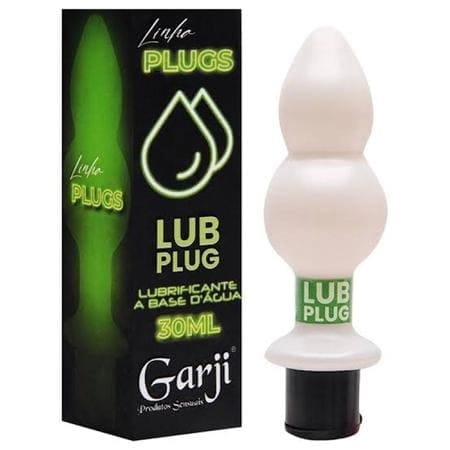 Linha
PLUGS
Linha
PLUGS
LUB
PLUG
LUBRIFICANTE
A BASE D'ÁGUA
30ML
Garji®
Produtos Sensuais
LUB
PLUG